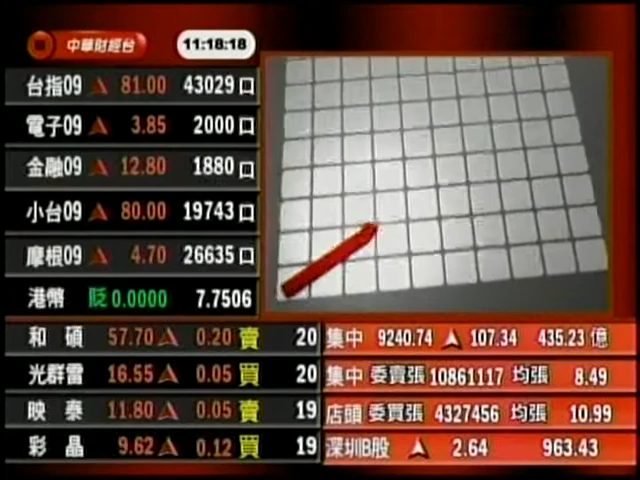 中華財經台 11:18:18
台指09 81.00 43029口
電子09 3.85 2000口
金融09 12.80 1880口
小台09 80.00 19743口
摩根09 4.70 26635口
港幣 貶0.0000 7.7506
和碩 57.70 0.20 賣 20
光群雷 16.55 0.05 買 20
映泰 11.80 0.05 賣 19
彩晶 9.62 0.12 買 19
集中 9240.74 107.34 435.23億
集中 委賣張 10861117 均張 8.49
店頭 委買張 4327456 均張 10.99
深圳B股 2.64 963.43